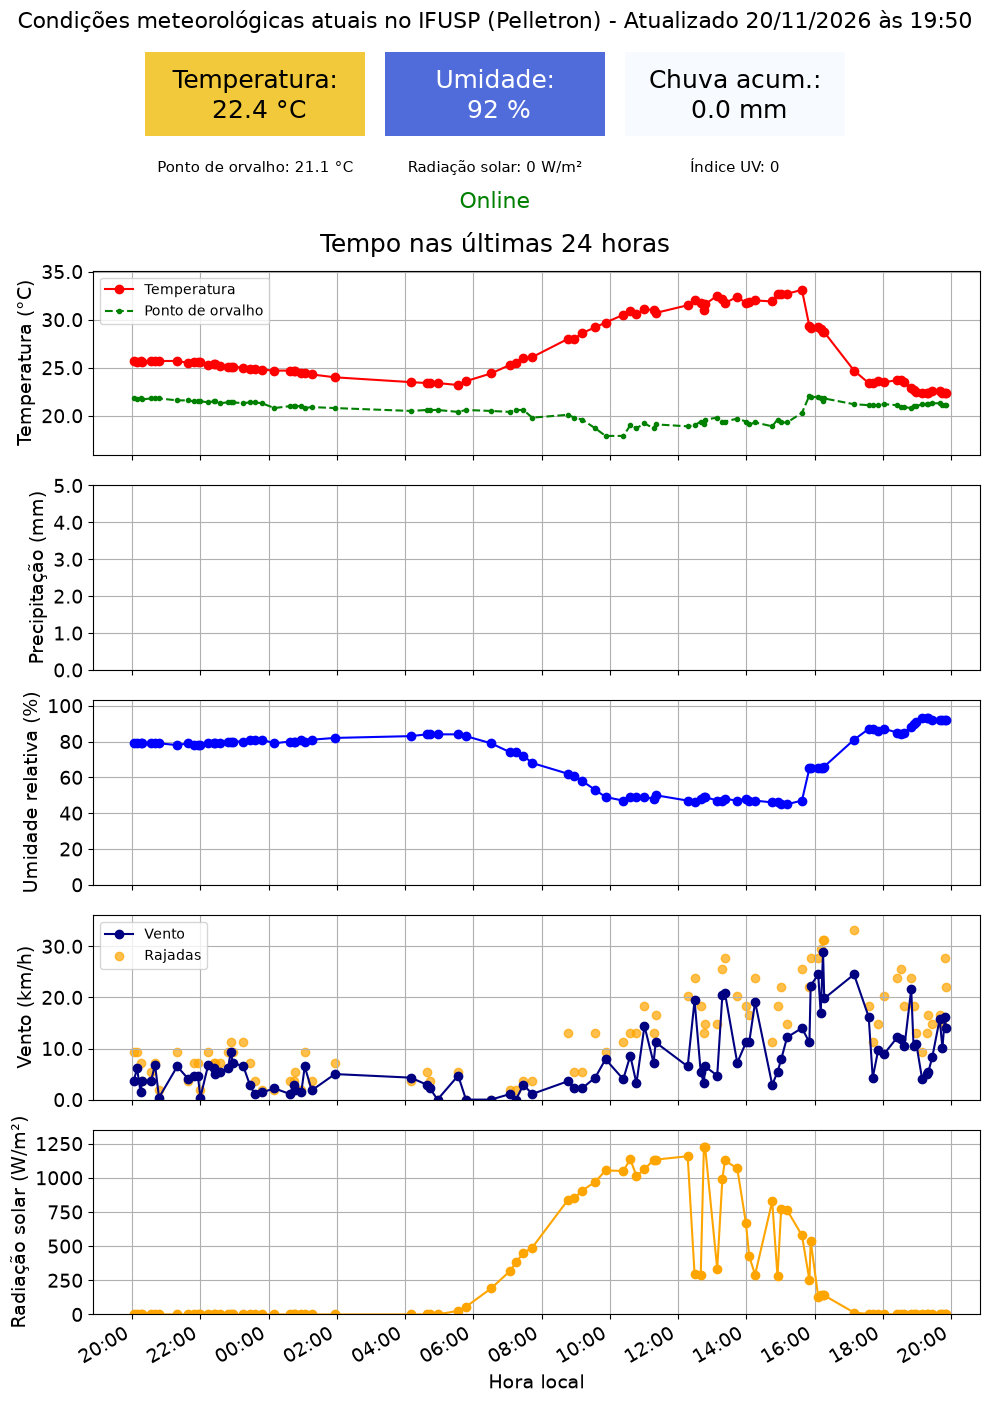 Condições meteorológicas atuais no IFUSP (Pelletron) - Atualizado 20/11/2026 às 19:50
Temperatura:
22.4 °C
Umidade:
92 %
Chuva acum.:
0.0 mm
Ponto de orvalho: 21.1 °C
Radiação solar: 0 W/m²
Índice UV: 0
Online
Tempo nas últimas 24 horas
Temperatura (°C)
35.0
30.0
25.0
20.0
Temperatura
Ponto de orvalho
Precipitação (mm)
5.0
4.0
3.0
2.0
1.0
0.0
Umidade relativa (%)
100
80
60
40
20
0
Vento (km/h)
30.0
20.0
10.0
0.0
Vento
Rajadas
Radiação solar (W/m²)
1250
1000
750
500
250
0
20:00
22:00
00:00
02:00
04:00
06:00
08:00
10:00
12:00
14:00
16:00
18:00
20:00
Hora local